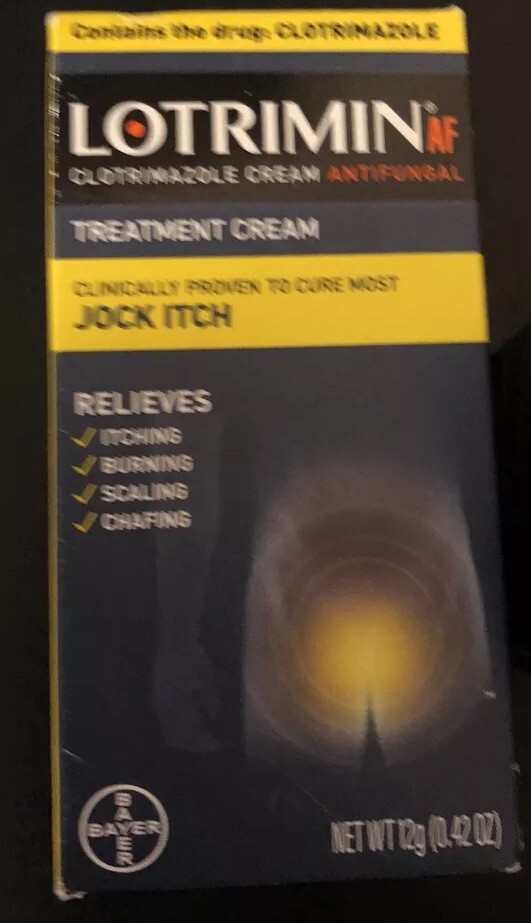 Contains the drug: CLOTRIMAZOLE
LOTRIMIN® AF
CLOTRIMAZOLE CREAM ANTIFUNGAL
TREATMENT CREAM
CLINICALLY PROVEN TO CURE MOST
JOCK ITCH
RELIEVES
✓ ITCHING
✓ BURNING
✓ SCALING
✓ CHAFING
BAYER
BAYER
NET WT 12g (0.42 OZ)